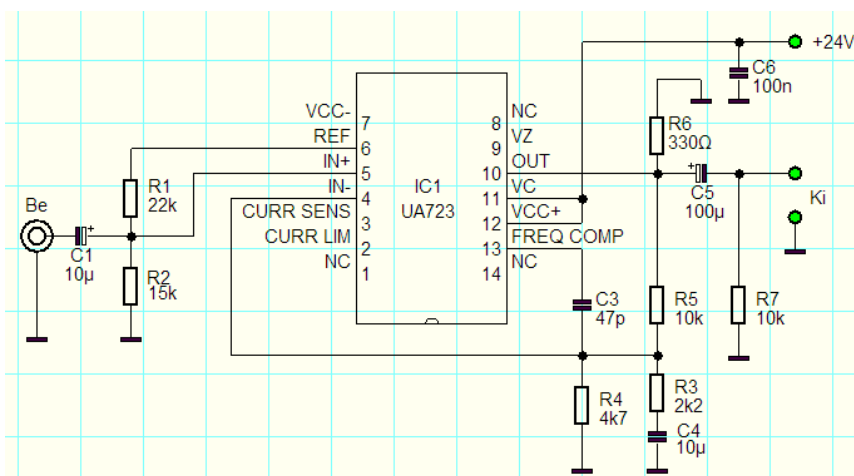 +24V
C6
100n
VCC-
7
8
NC
R6
330Ω
REF
6
9
VZ
IN+
5
10
OUT
R1
22k
IN-
4
IC1
UA723
11
VC
+
C5
100µ
Ki
Be
CURR SENS
3
12
VCC+
+
C1
10µ
CURR LIM
2
13
FREQ COMP
R2
15k
NC
1
14
NC
C3
47p
R5
10k
R7
10k
R4
4k7
R3
2k2
C4
10µ